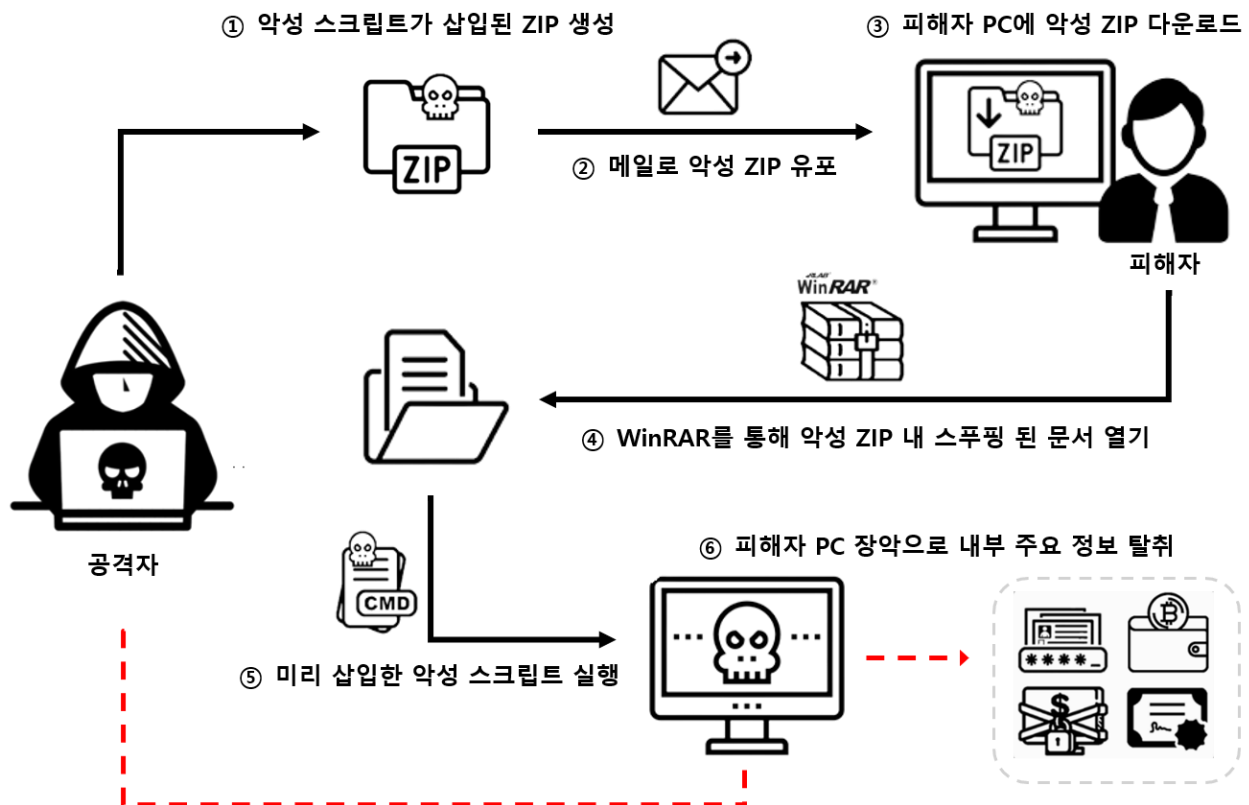 ① 악성 스크립트가 삽입된 ZIP 생성
③ 피해자 PC에 악성 ZIP 다운로드
ZIP
② 메일로 악성 ZIP 유포
ZIP
피해자
WinRAR®
④ WinRAR를 통해 악성 ZIP 내 스푸핑 된 문서 열기
공격자
CMD
⑤ 미리 삽입한 악성 스크립트 실행
⑥ 피해자 PC 장악으로 내부 주요 정보 탈취
****_